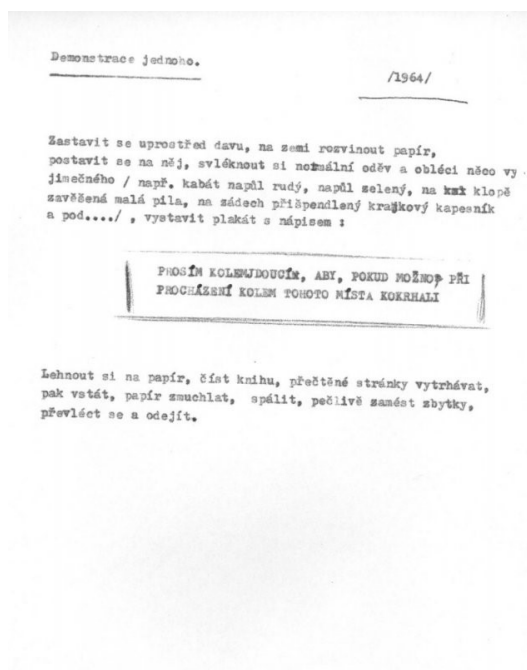 Demonstrace jednoho.
/1964/
Zastavit se uprostřed davu, na zemi rozvinout papír,
postavit se na něj, svléknout si normální oděv a obléci něco vy
jimečného / např. kabát napůl rudý, napůl zelený, na klopě
zavěšená malá pila, na zádech přišpendlený krajkový kapesník
a pod..../ , vystavit plakát s nápisem :
PROSÍM KOLEMJDOUCÍM, ABY, POKUD MOŽNO, PŘI
PROCHÁZENÍ KOLEM TOHOTO MÍSTA KOKRHALI
Lehnout si na papír, číst knihu, přečtěné stránky vytrhávat,
pak vstát, papír zmuchlat, spálit, pečlivě zamést zbytky,
převléct se a odejít.